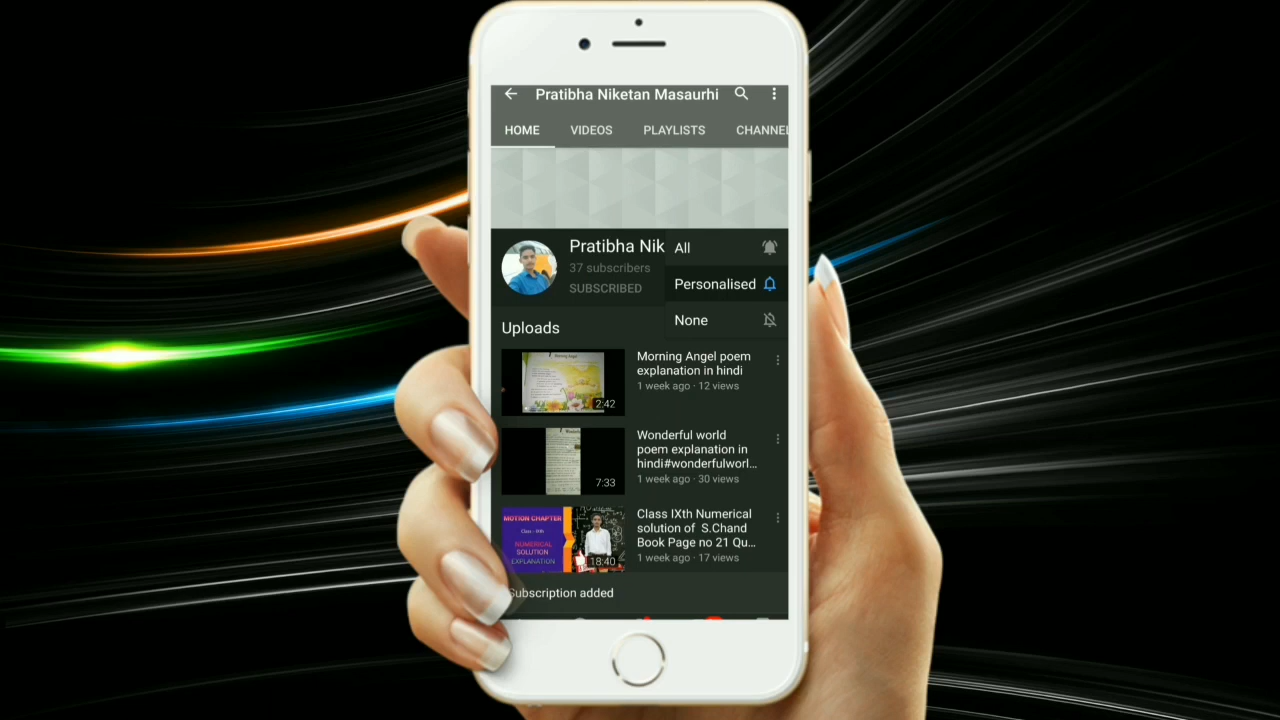 Pratibha Niketan Masaurhi
HOME VIDEOS PLAYLISTS CHANNEL
Pratibha Nik
37 subscribers
SUBSCRIBED
All
Personalised
None
Uploads
Morning Angel poem
explanation in hindi
1 week ago · 12 views
2:42
Wonderful world
poem explanation in
hindi#wonderfulworl...
1 week ago · 30 views
7:33
Class IXth Numerical
solution of S.Chand
Book Page no 21 Qu...
1 week ago · 17 views
MOTION CHAPTER
Class - IXth
NUMERICAL
SOLUTION
EXPLANATION
18:40
Subscription added